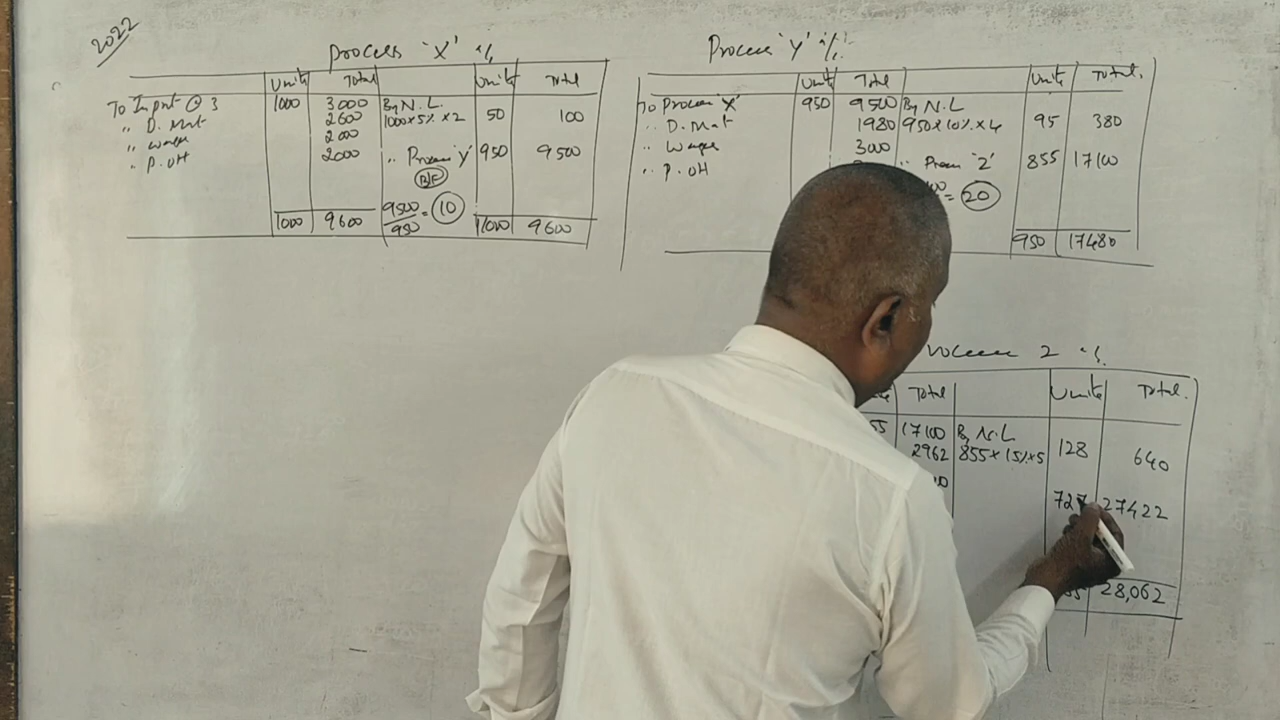 2022
Process 'X' a/c
Units Total Units Total
To Input @ 3 1000 3000 By N.L. 50 100
" D. Mat 2600 1000×5%×2
" Wages 2000
" P.OH 2000 " Process 'Y' 950 9500
B/F
9500/950 = 10
1000 9600 1000 9600
Process 'Y' a/c
Units Total Units Total.
To Process 'X' 950 9500 By N.L
" D. Mat 1980 950×10%×4 95 380
" Wages 3000
" P.OH " Process 'Z' 855 17100
= 20
950 17480
Total Units Total.
17100 By N.L
2962 855×15%×5 128 640
727 27422
28,062